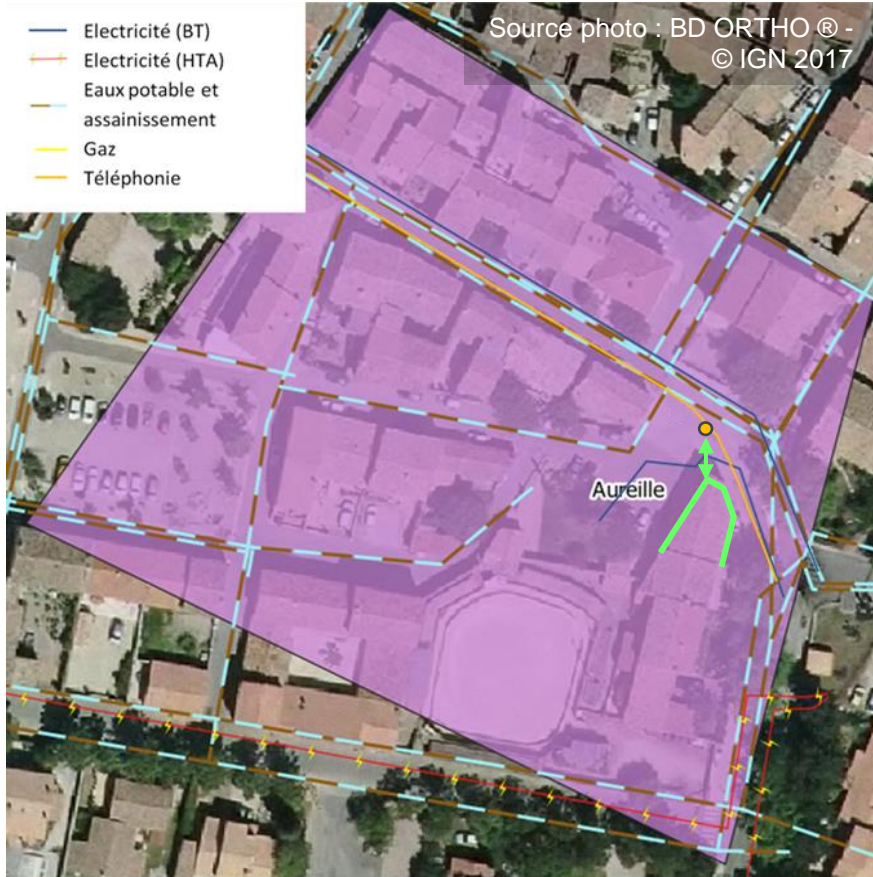 Source photo : BD ORTHO ® -
© IGN 2017
Electricité (BT)
Electricité (HTA)
Eaux potable et
assainissement
Gaz
Téléphonie
Aureille